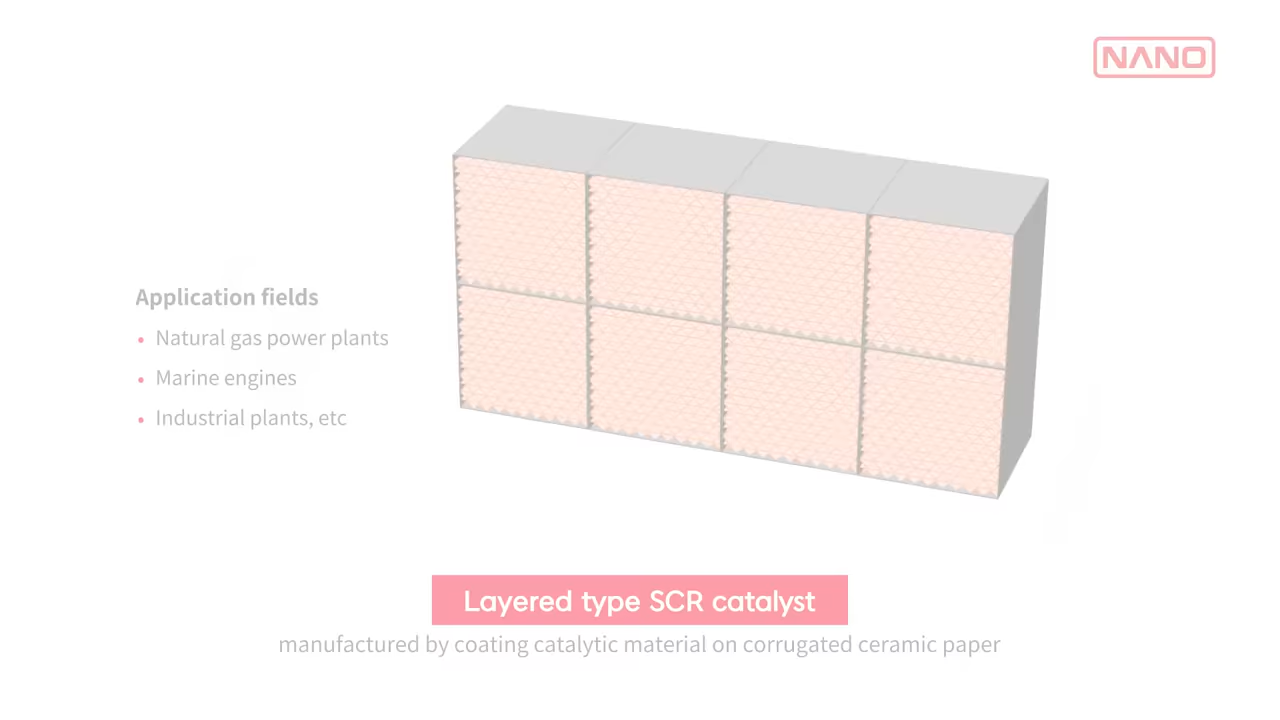 NANO
Application fields
• Natural gas power plants
• Marine engines
• Industrial plants, etc
Layered type SCR catalyst
manufactured by coating catalytic material on corrugated ceramic paper